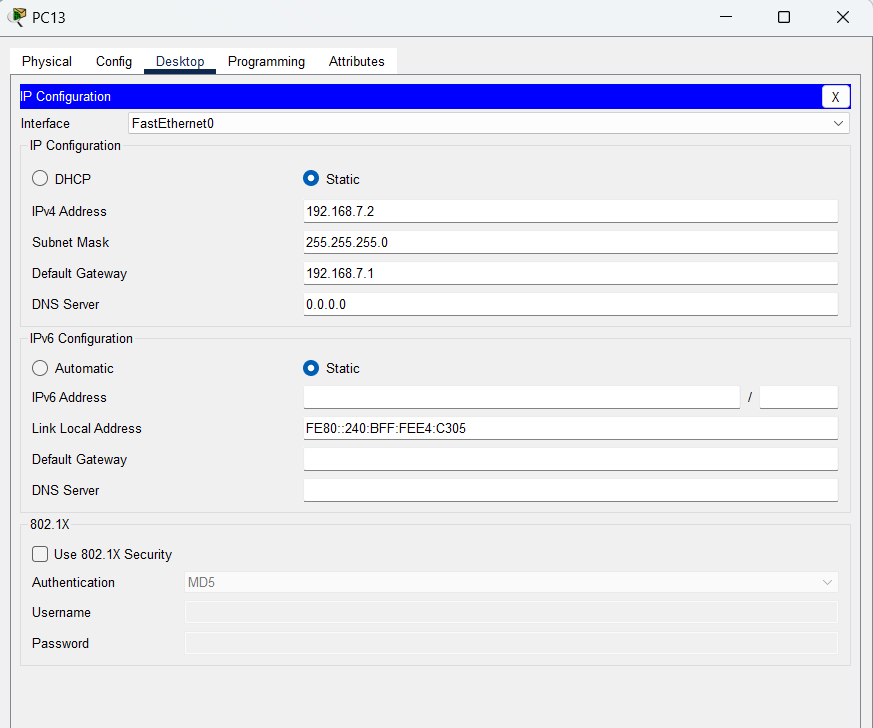 PC13
Physical Config Desktop Programming Attributes
IP Configuration X
Interface FastEthernet0
IP Configuration
DHCP Static
IPv4 Address 192.168.7.2
Subnet Mask 255.255.255.0
Default Gateway 192.168.7.1
DNS Server 0.0.0.0
IPv6 Configuration
Automatic Static
IPv6 Address /
Link Local Address FE80::240:BFF:FEE4:C305
Default Gateway
DNS Server
802.1X
Use 802.1X Security
Authentication MD5
Username
Password